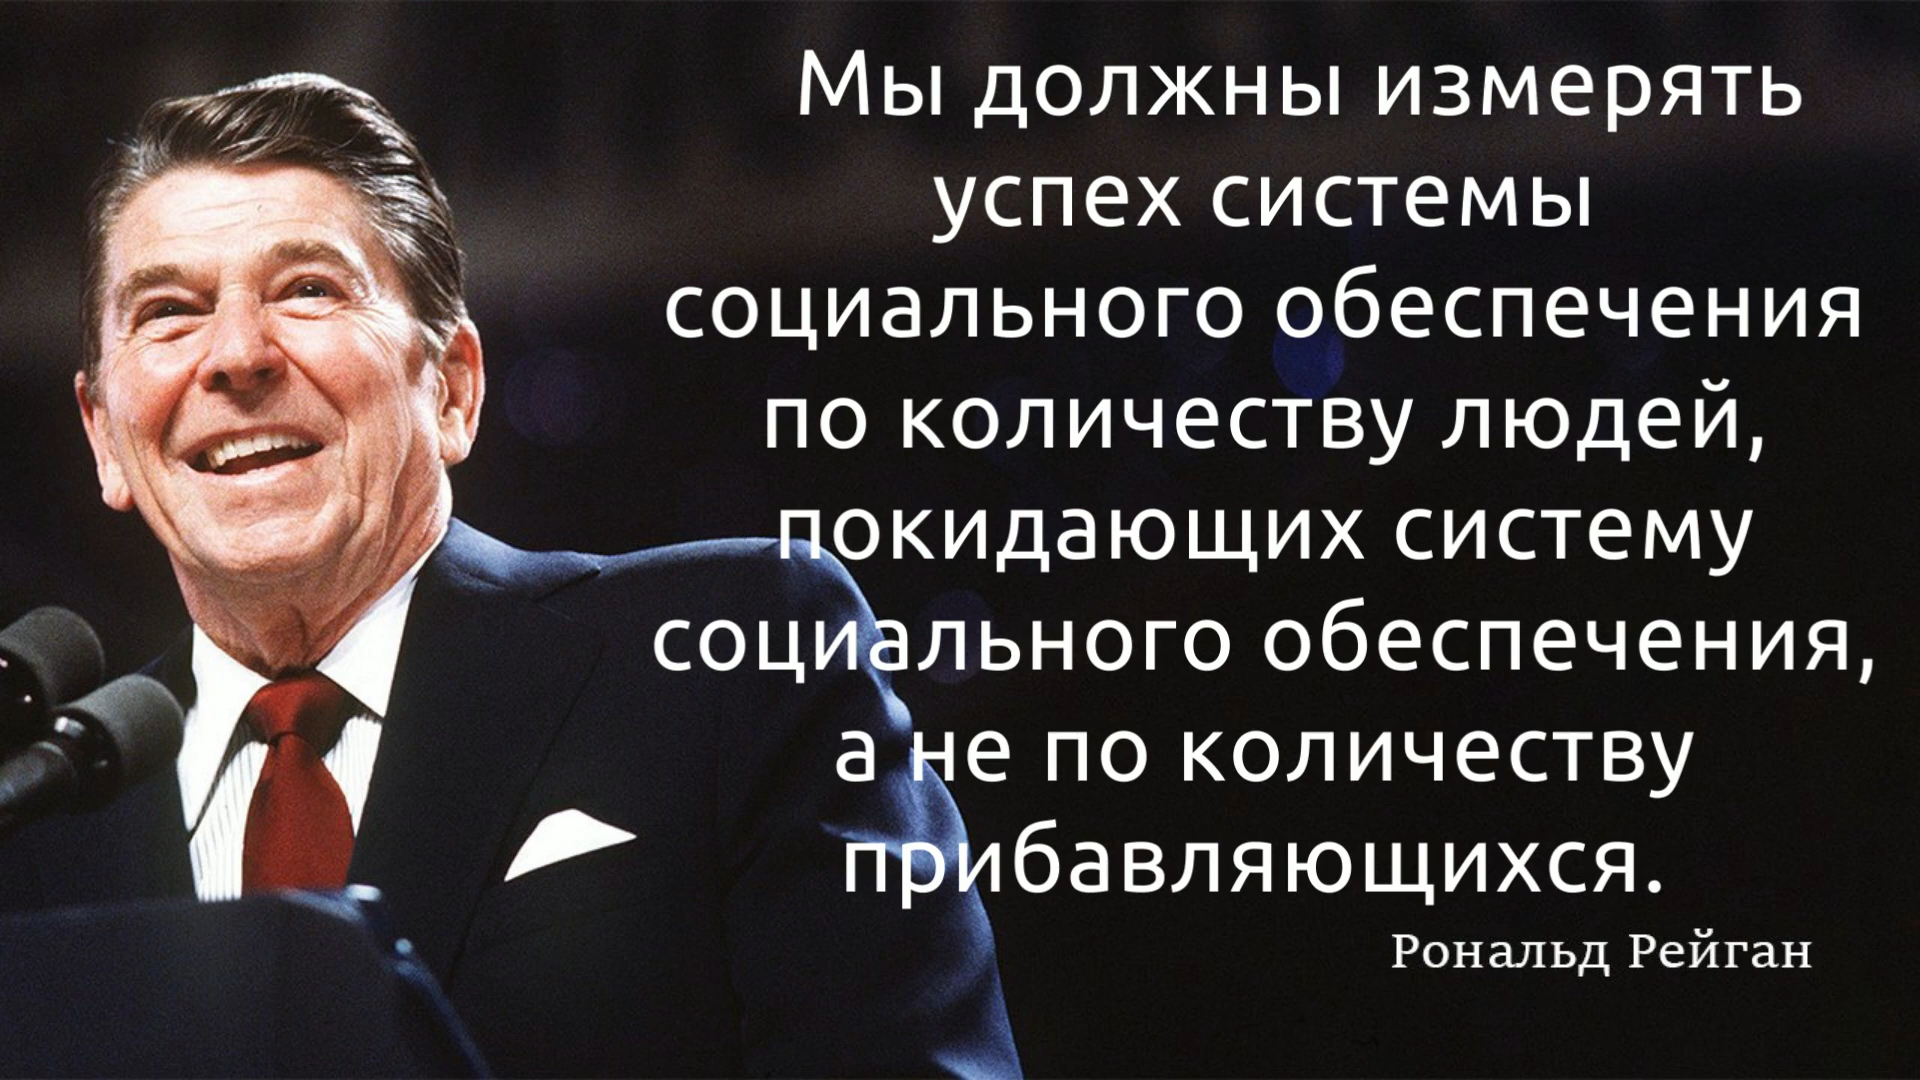 Мы должны измерять
успех системы
социального обеспечения
по количеству людей,
покидающих систему
социального обеспечения,
а не по количеству
прибавляющихся.
Рональд Рейган